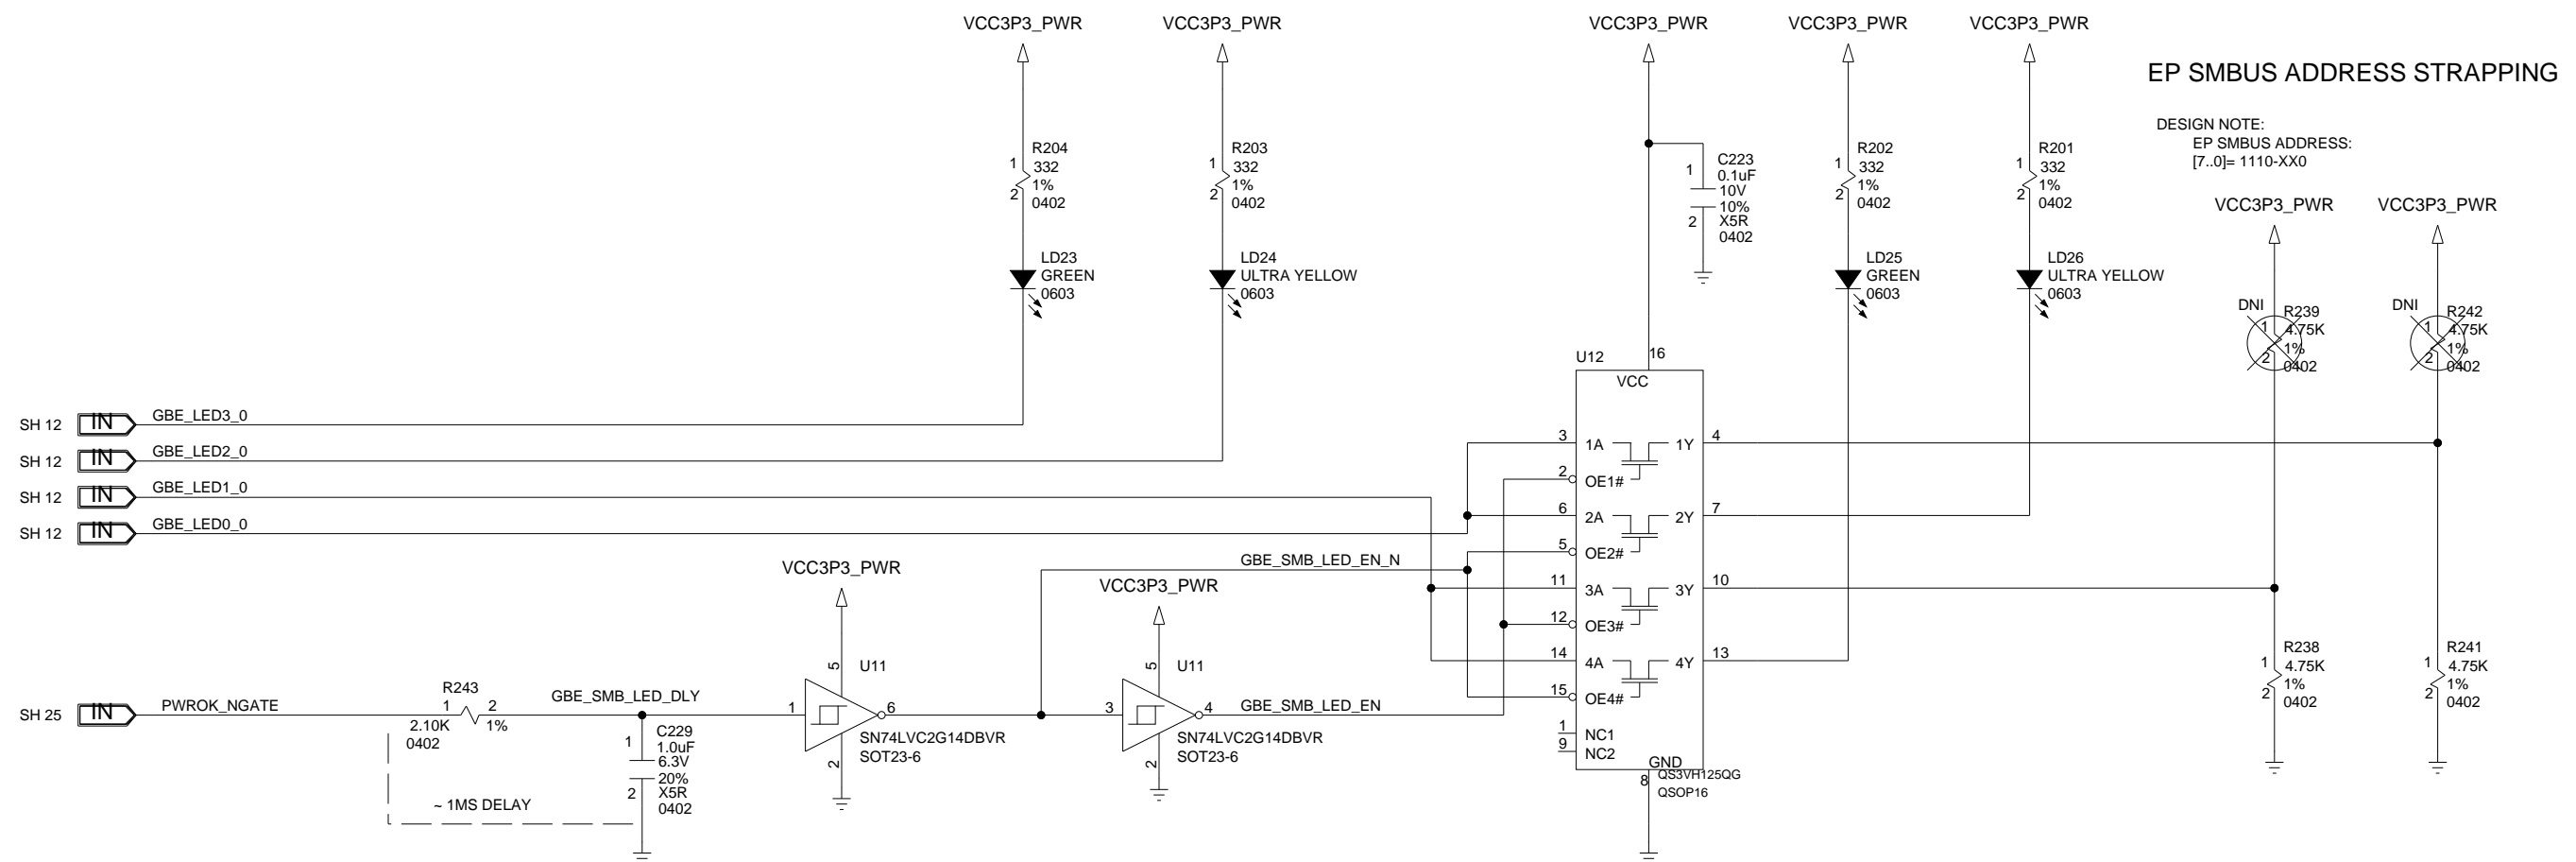 VCC3P3_PWR
VCC3P3_PWR
VCC3P3_PWR
VCC3P3_PWR
VCC3P3_PWR
EP SMBUS ADDRESS STRAPPING
DESIGN NOTE:
EP SMBUS ADDRESS:
[7..0]= 1110-XX0
R204
1
332
1%
2
0402
R203
1
332
1%
2
0402
C223
1
0.1uF
10V
10%
2
X5R
0402
R202
1
332
1%
2
0402
R201
1
332
1%
2
0402
VCC3P3_PWR
VCC3P3_PWR
LD23
GREEN
0603
LD24
ULTRA YELLOW
0603
LD25
GREEN
0603
LD26
ULTRA YELLOW
0603
DNI
R239
1
4.75K
1%
2
0402
DNI
R242
1
4.75K
1%
2
0402
U12
16
VCC
SH 12
IN
GBE_LED3_0
SH 12
IN
GBE_LED2_0
SH 12
IN
GBE_LED1_0
SH 12
IN
GBE_LED0_0
3
1A
1Y
4
2
OE1#
6
2A
2Y
7
5
OE2#
11
3A
3Y
10
12
OE3#
14
4A
4Y
13
15
OE4#
1
NC1
9
NC2
GND
8
QS3VH125QG
QSOP16
GBE_SMB_LED_EN_N
VCC3P3_PWR
VCC3P3_PWR
SH 25
IN
PWROK_NGATE
R243
1
2
2.10K
1%
0402
GBE_SMB_LED_DLY
C229
1
1.0uF
6.3V
20%
2
X5R
0402
~ 1MS DELAY
5
U11
1
6
SN74LVC2G14DBVR
SOT23-6
2
5
U11
3
4
GBE_SMB_LED_EN
SN74LVC2G14DBVR
SOT23-6
2
R238
1
4.75K
1%
2
0402
R241
1
4.75K
1%
2
0402